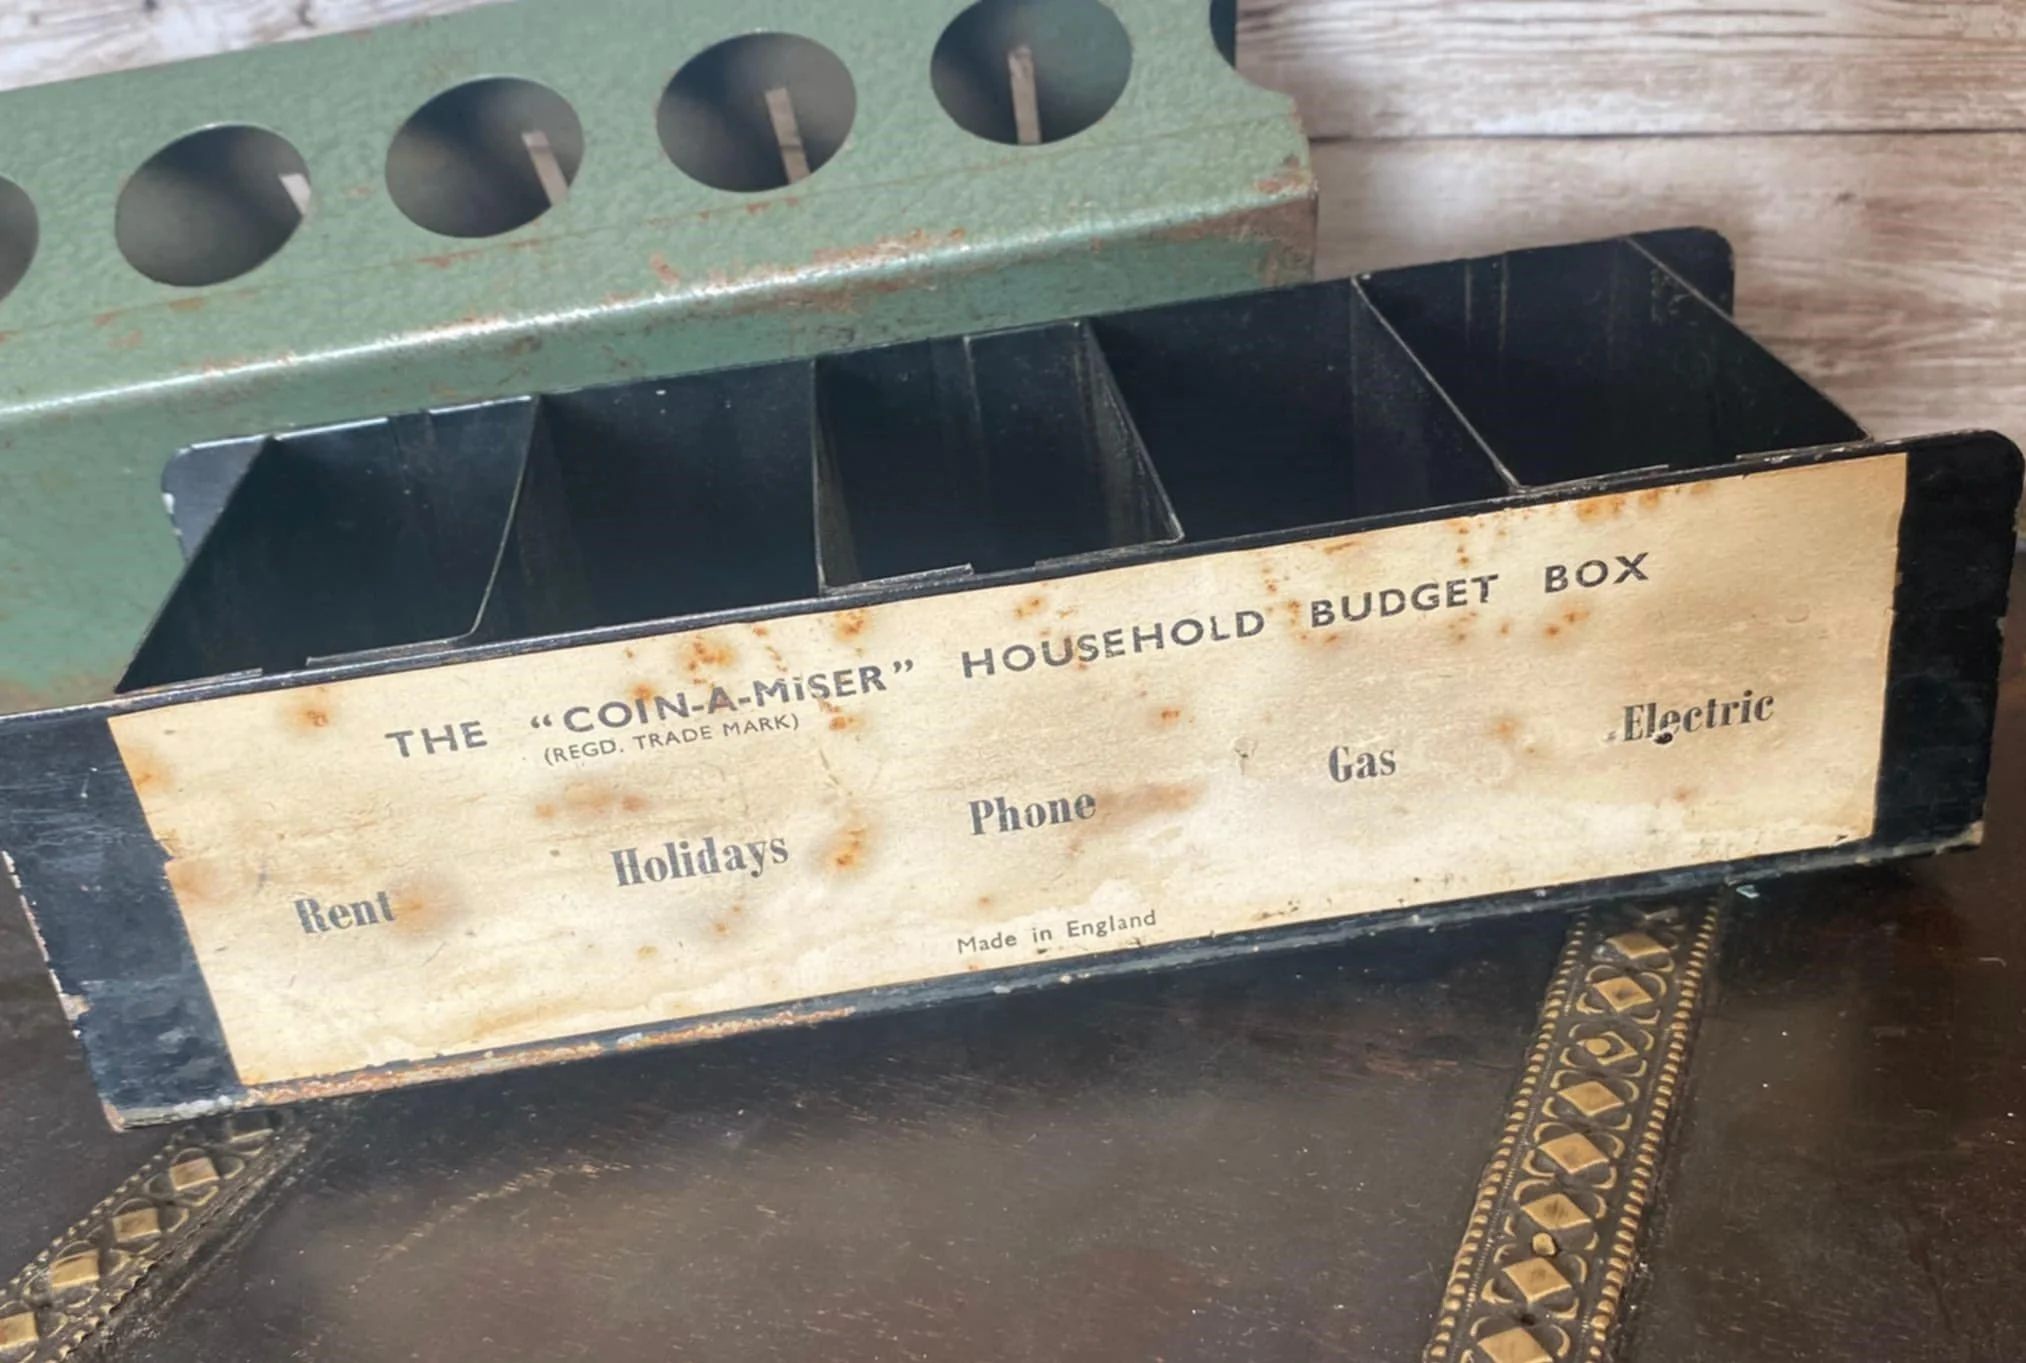 THE “COIN-A-MiSER” HOUSEHOLD BUDGET BOX
(REGD. TRADE MARK)
Rent Holidays Phone Gas Electric
Made in England